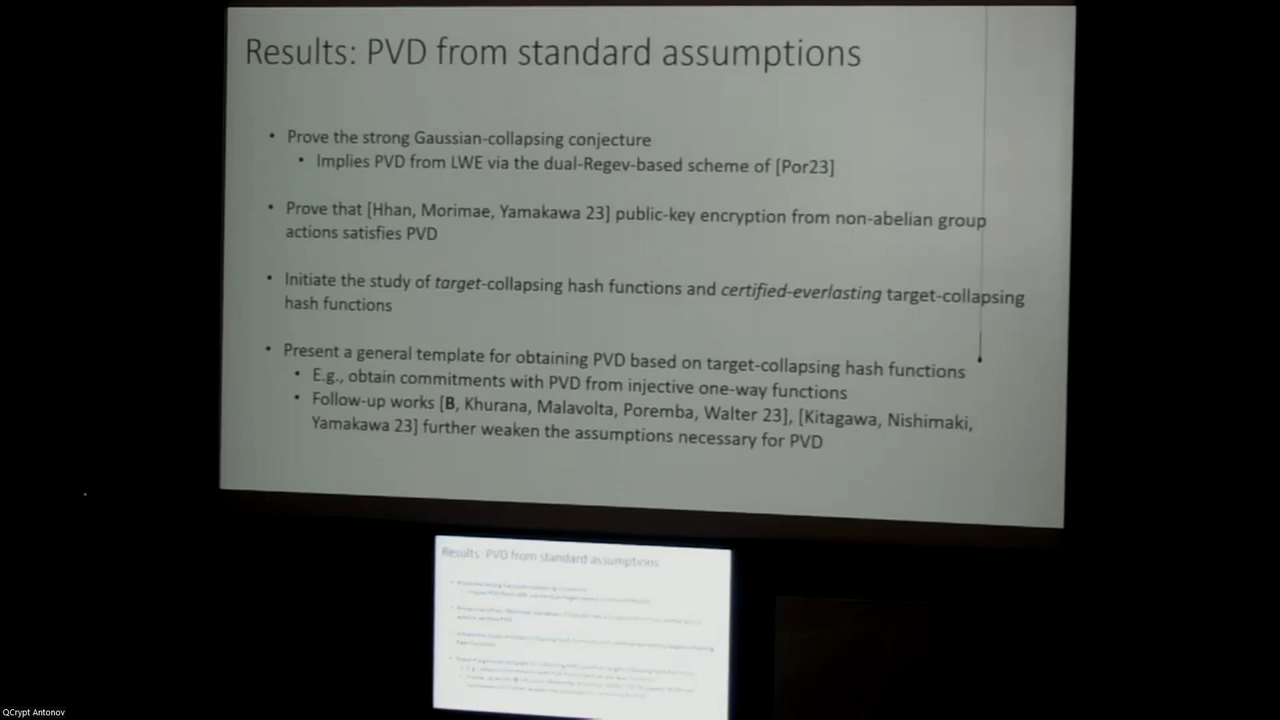 Results: PVD from standard assumptions
• Prove the strong Gaussian-collapsing conjecture
• Implies PVD from LWE via the dual-Regev-based scheme of [Por23]
• Prove that [Hhan, Morimae, Yamakawa 23] public-key encryption from non-abelian group
actions satisfies PVD
• Initiate the study of target-collapsing hash functions and certified-everlasting target-collapsing
hash functions
• Present a general template for obtaining PVD based on target-collapsing hash functions
• E.g., obtain commitments with PVD from injective one-way functions
• Follow-up works [B, Khurana, Malavolta, Poremba, Walter 23], [Kitagawa, Nishimaki,
Yamakawa 23] further weaken the assumptions necessary for PVD
Results: PVD from standard assumptions
QCrypt Antonov